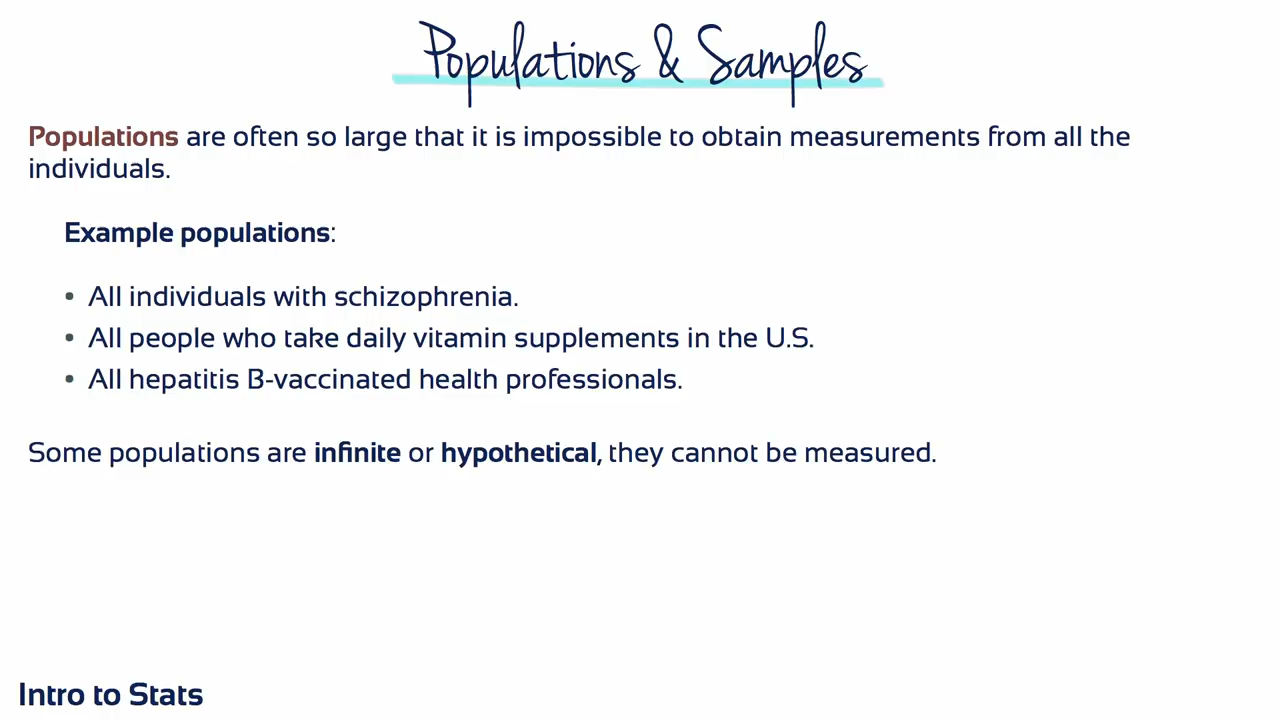 Populations & Samples
Populations are often so large that it is impossible to obtain measurements from all the
individuals.
Example populations:
• All individuals with schizophrenia.
• All people who take daily vitamin supplements in the U.S.
• All hepatitis B-vaccinated health professionals.
Some populations are infinite or hypothetical, they cannot be measured.
Intro to Stats